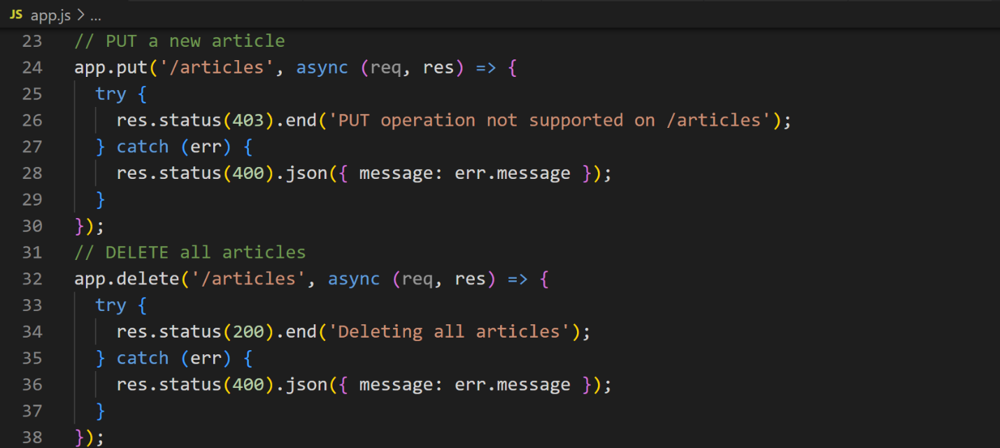 JS app.js > ...
23 // PUT a new article
24 app.put('/articles', async (req, res) => {
25   try {
26     res.status(403).end('PUT operation not supported on /articles');
27   } catch (err) {
28     res.status(400).json({ message: err.message });
29   }
30 });
31 // DELETE all articles
32 app.delete('/articles', async (req, res) => {
33   try {
34     res.status(200).end('Deleting all articles');
35   } catch (err) {
36     res.status(400).json({ message: err.message });
37   }
38 });